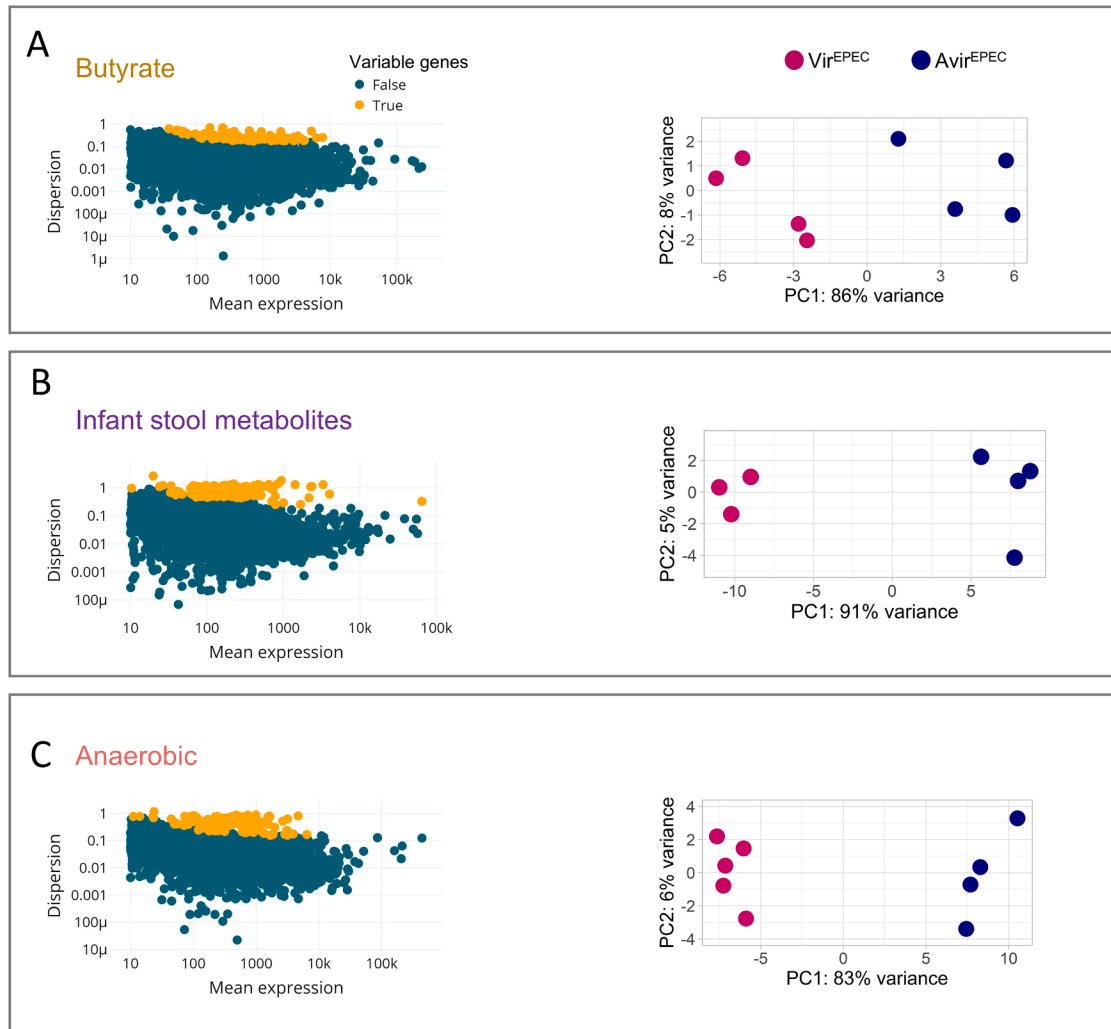 A
Butyrate
Variable genes
False
True
Vir^EPEC
Avir^EPEC
Dispersion
1
0.1
0.01
0.001
100µ
10µ
1µ
10
100
1000
10k
100k
Mean expression
PC2: 8% variance
2
1
0
-1
-2
-6
-3
0
3
6
PC1: 86% variance
B
Infant stool metabolites
Dispersion
1
0.1
0.01
0.001
100µ
10
100
1000
10k
100k
Mean expression
PC2: 5% variance
2
0
-2
-4
-10
-5
0
5
PC1: 91% variance
C
Anaerobic
Dispersion
1
0.1
0.01
0.001
100µ
10µ
10
100
1000
10k
100k
Mean expression
PC2: 6% variance
4
2
0
-2
-4
-5
0
5
10
PC1: 83% variance